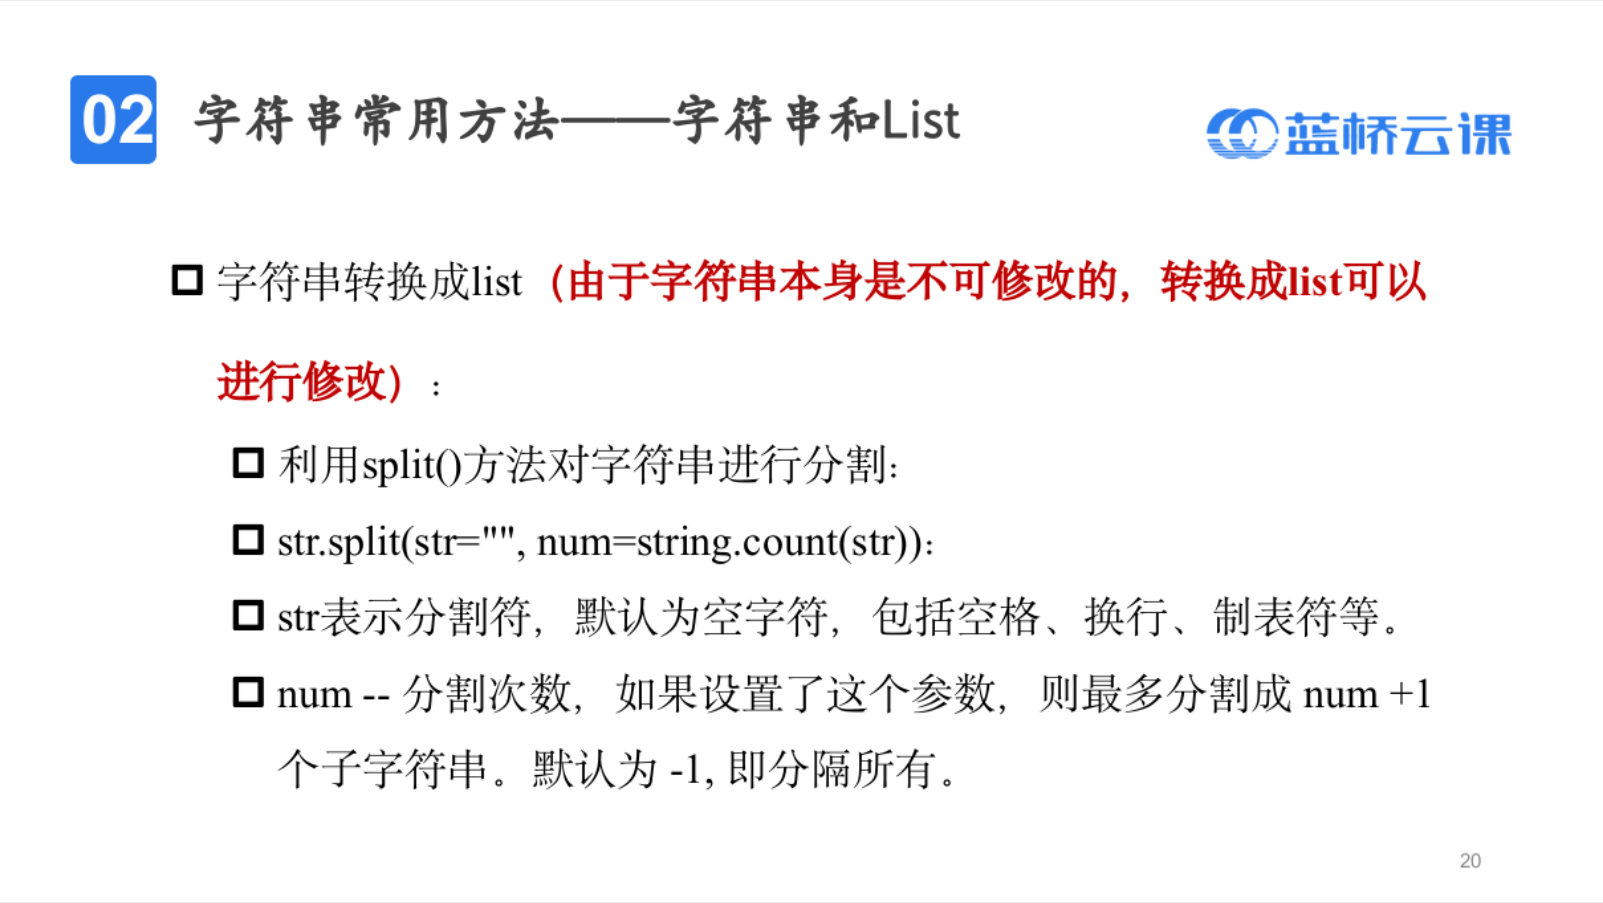 02 字符串常用方法——字符串和List
蓝桥云课
字符串转换成list（由于字符串本身是不可修改的，转换成list可以
进行修改）：
利用split()方法对字符串进行分割：
str.split(str="", num=string.count(str))：
str表示分割符，默认为空字符，包括空格、换行、制表符等。
num -- 分割次数，如果设置了这个参数，则最多分割成 num +1
个子字符串。默认为 -1, 即分隔所有。
20